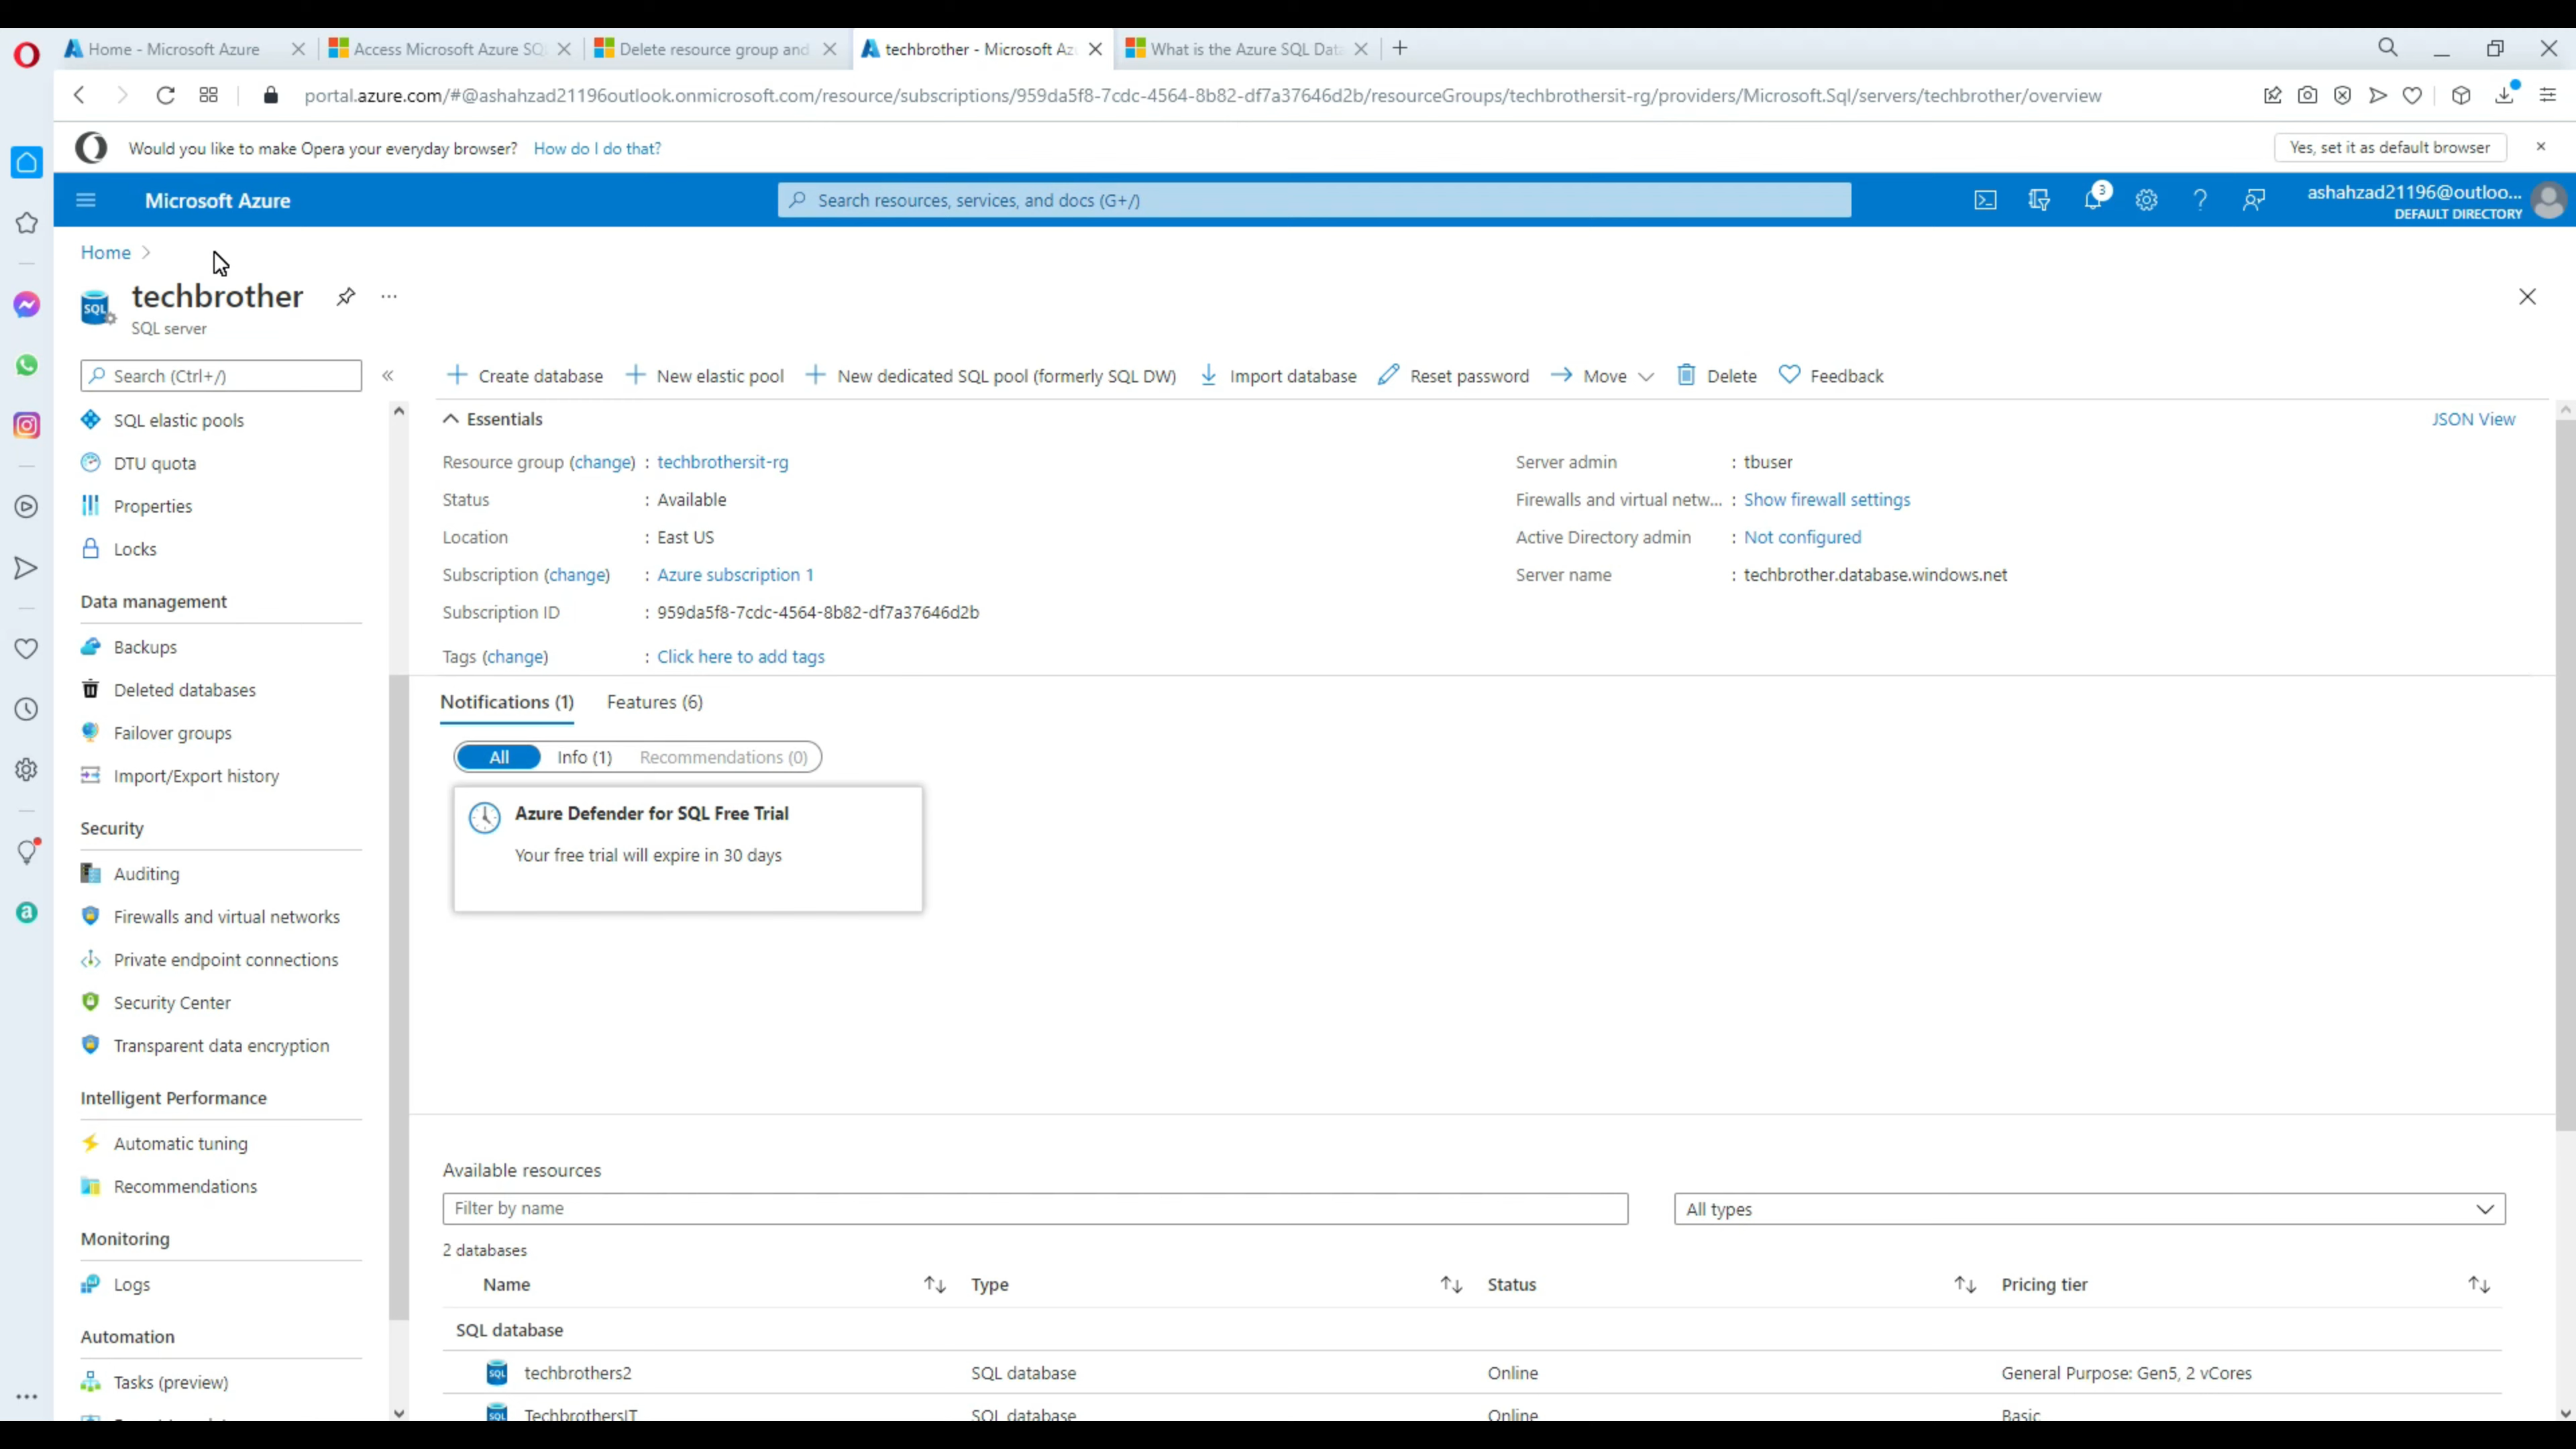 Home - Microsoft Azure
Access Microsoft Azure SQ
Delete resource group and
techbrother - Microsoft Az
What is the Azure SQL Data
portal.azure.com/#@ashahzad21196outlook.onmicrosoft.com/resource/subscriptions/959da5f8-7cdc-4564-8b82-df7a37646d2b/resourceGroups/techbrothersit-rg/providers/Microsoft.Sql/servers/techbrother/overview
Would you like to make Opera your everyday browser? How do I do that?
Yes, set it as default browser
Microsoft Azure
Search resources, services, and docs (G+/)
3
ashahzad21196@outloo...
DEFAULT DIRECTORY
Home
techbrother
SQL
SQL server
Search (Ctrl+/)
SQL elastic pools
DTU quota
Properties
Locks
Data management
Backups
Deleted databases
Failover groups
Import/Export history
Security
Auditing
Firewalls and virtual networks
Private endpoint connections
Security Center
Transparent data encryption
Intelligent Performance
Automatic tuning
Recommendations
Monitoring
Logs
Automation
Tasks (preview)
Create database
New elastic pool
New dedicated SQL pool (formerly SQL DW)
Import database
Reset password
Move
Delete
Feedback
Essentials
JSON View
Resource group (change) : techbrothersit-rg
Status : Available
Location : East US
Subscription (change) : Azure subscription 1
Subscription ID : 959da5f8-7cdc-4564-8b82-df7a37646d2b
Tags (change) : Click here to add tags
Server admin : tbuser
Firewalls and virtual netw... : Show firewall settings
Active Directory admin : Not configured
Server name : techbrother.database.windows.net
Notifications (1)
Features (6)
All
Info (1)
Recommendations (0)
Azure Defender for SQL Free Trial
Your free trial will expire in 30 days
Available resources
Filter by name
All types
2 databases
Name Type Status Pricing tier
SQL database
SQL techbrothers2 SQL database Online General Purpose: Gen5, 2 vCores
SQL TechbrothersIT SQL database Online Basic